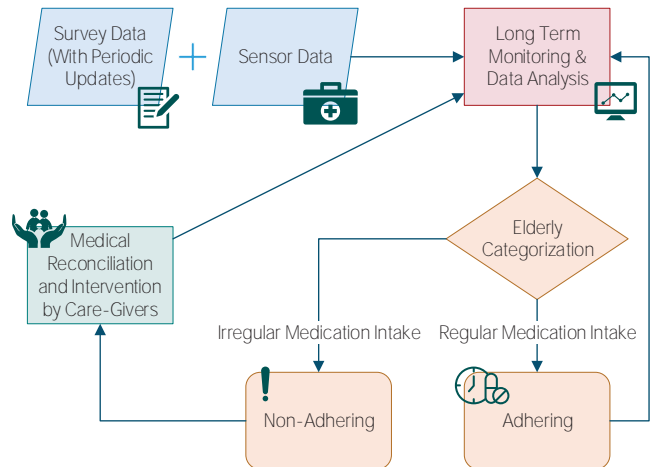 Survey Data
(With Periodic
Updates)
Sensor Data
Long Term
Monitoring &
Data Analysis
Elderly
Categorization
Medical
Reconciliation
and Intervention
by Care-Givers
Irregular Medication Intake
Regular Medication Intake
Non-Adhering
Adhering